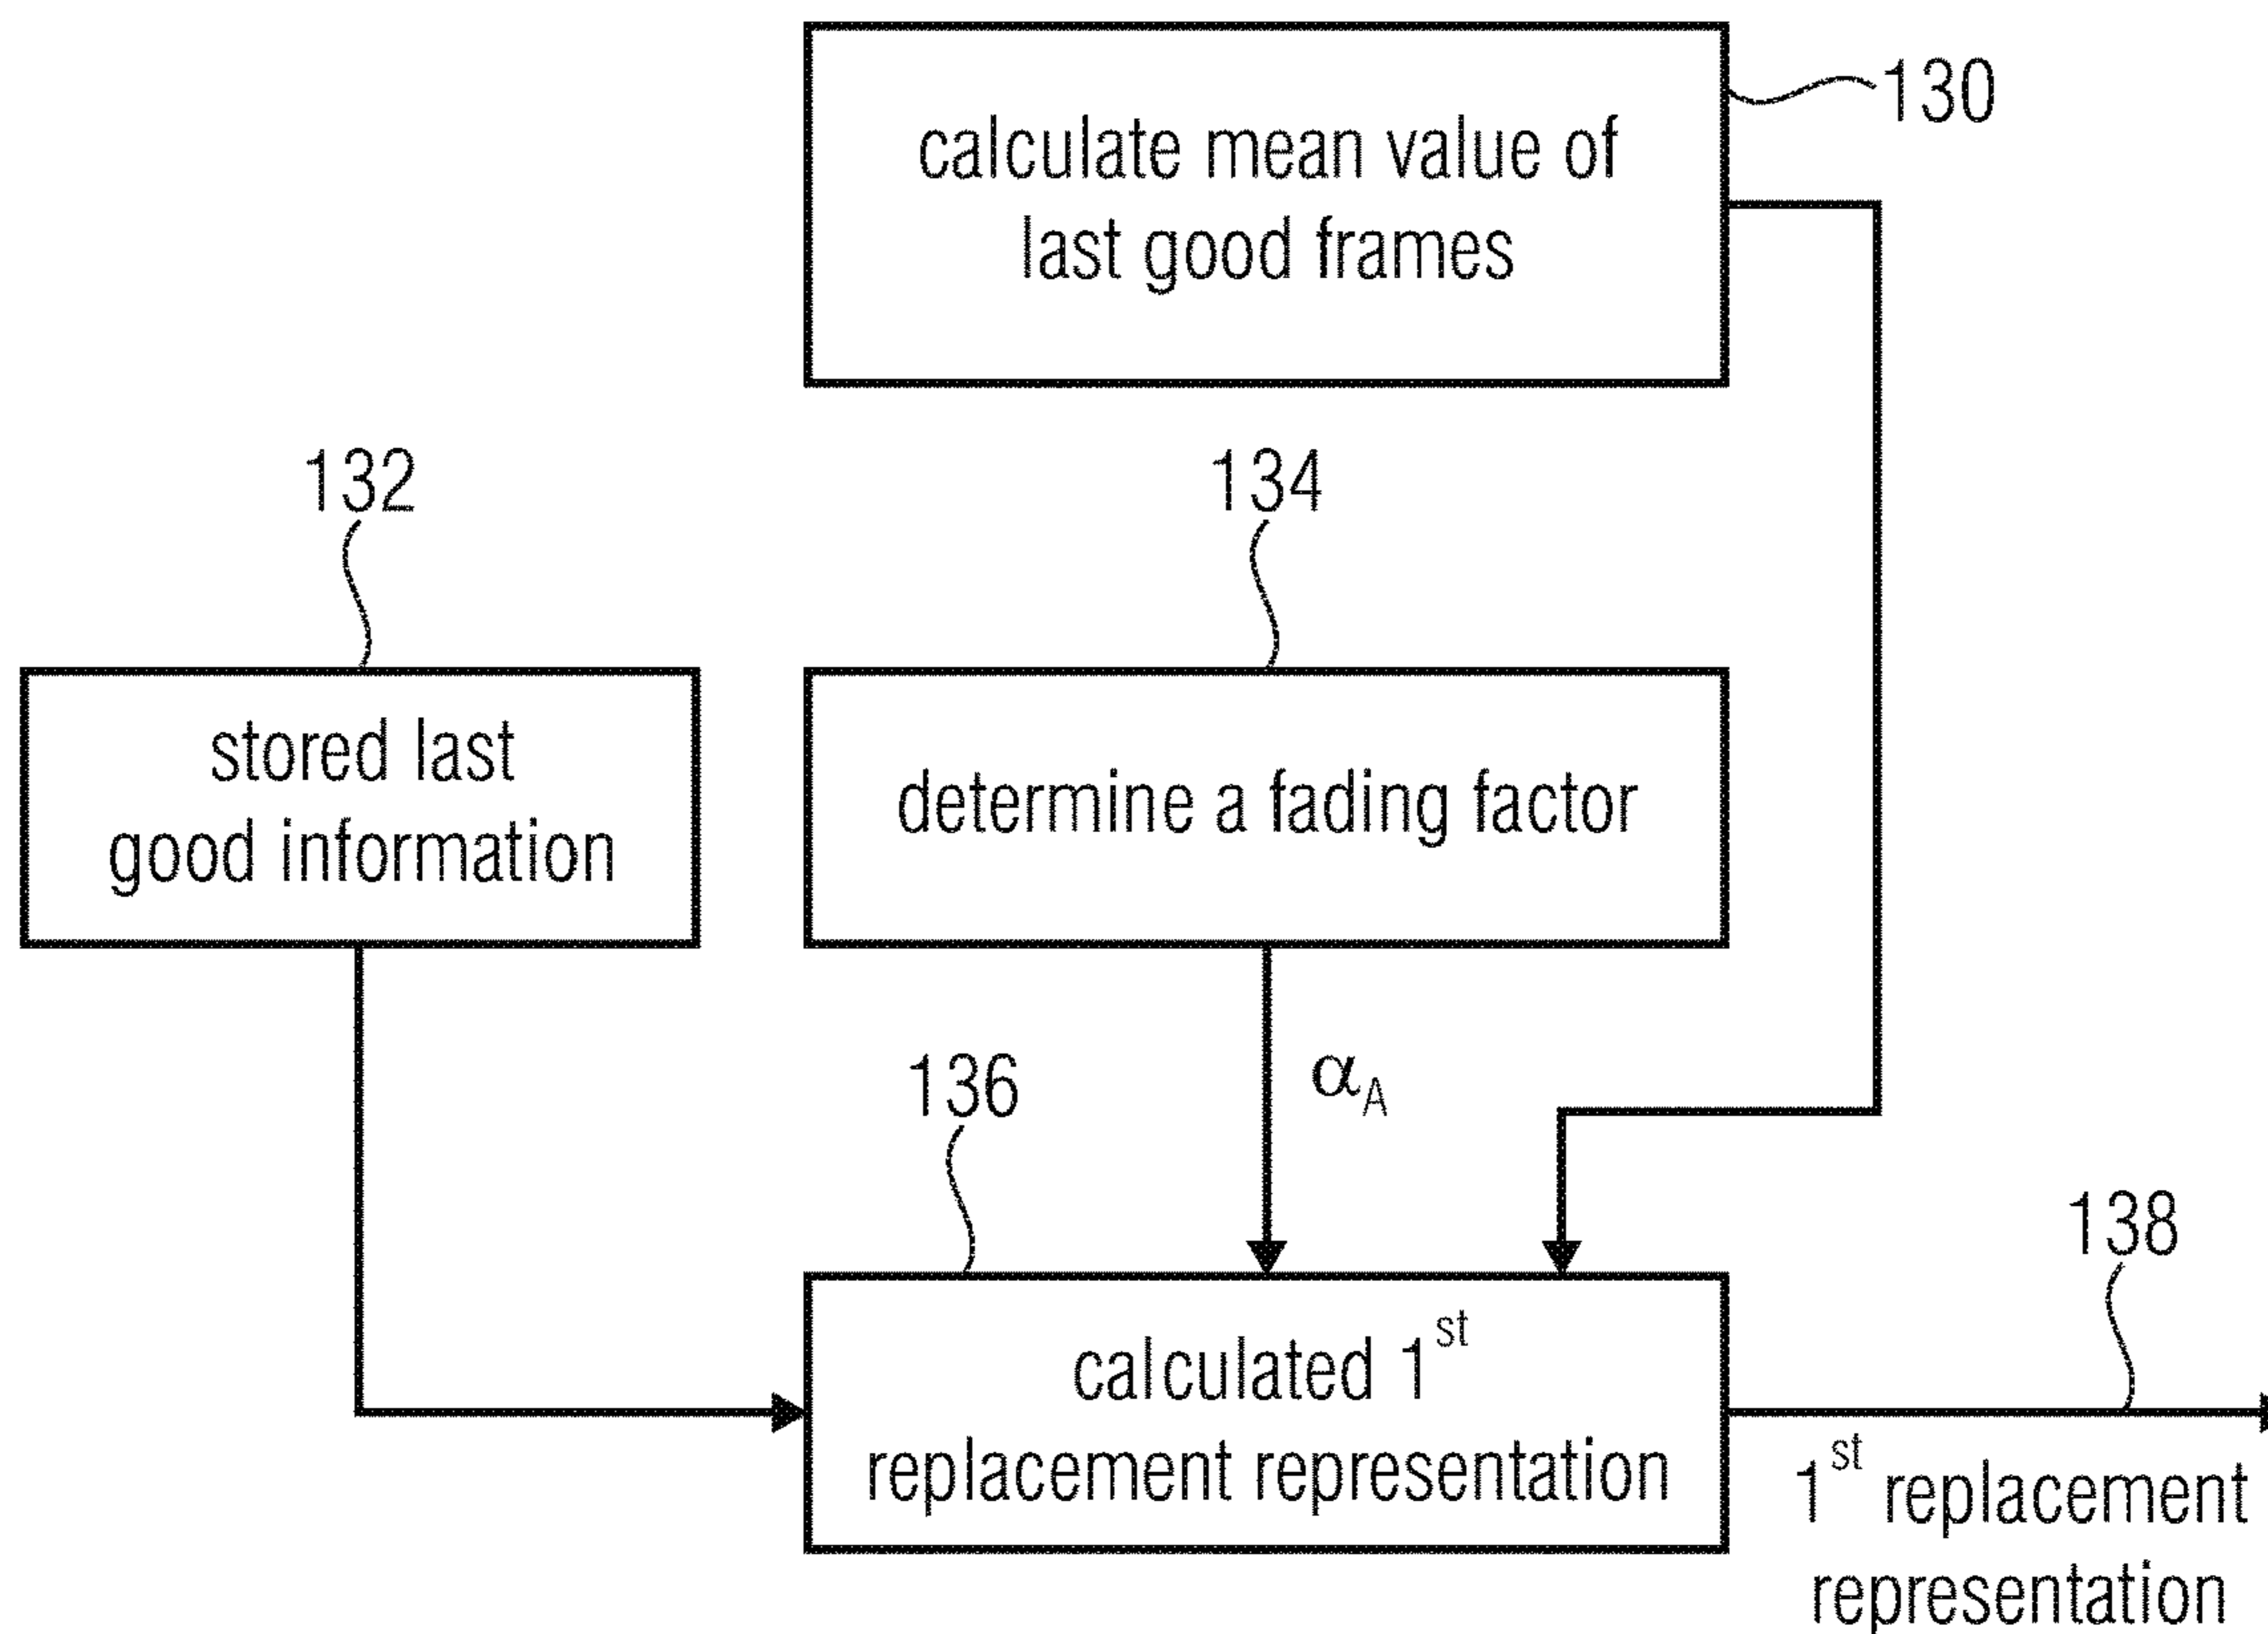 130
calculate mean value of
last good frames
132
134
stored last
good information
determine a fading factor
136
α_A
138
calculated 1st
replacement representation
1st replacement
representation